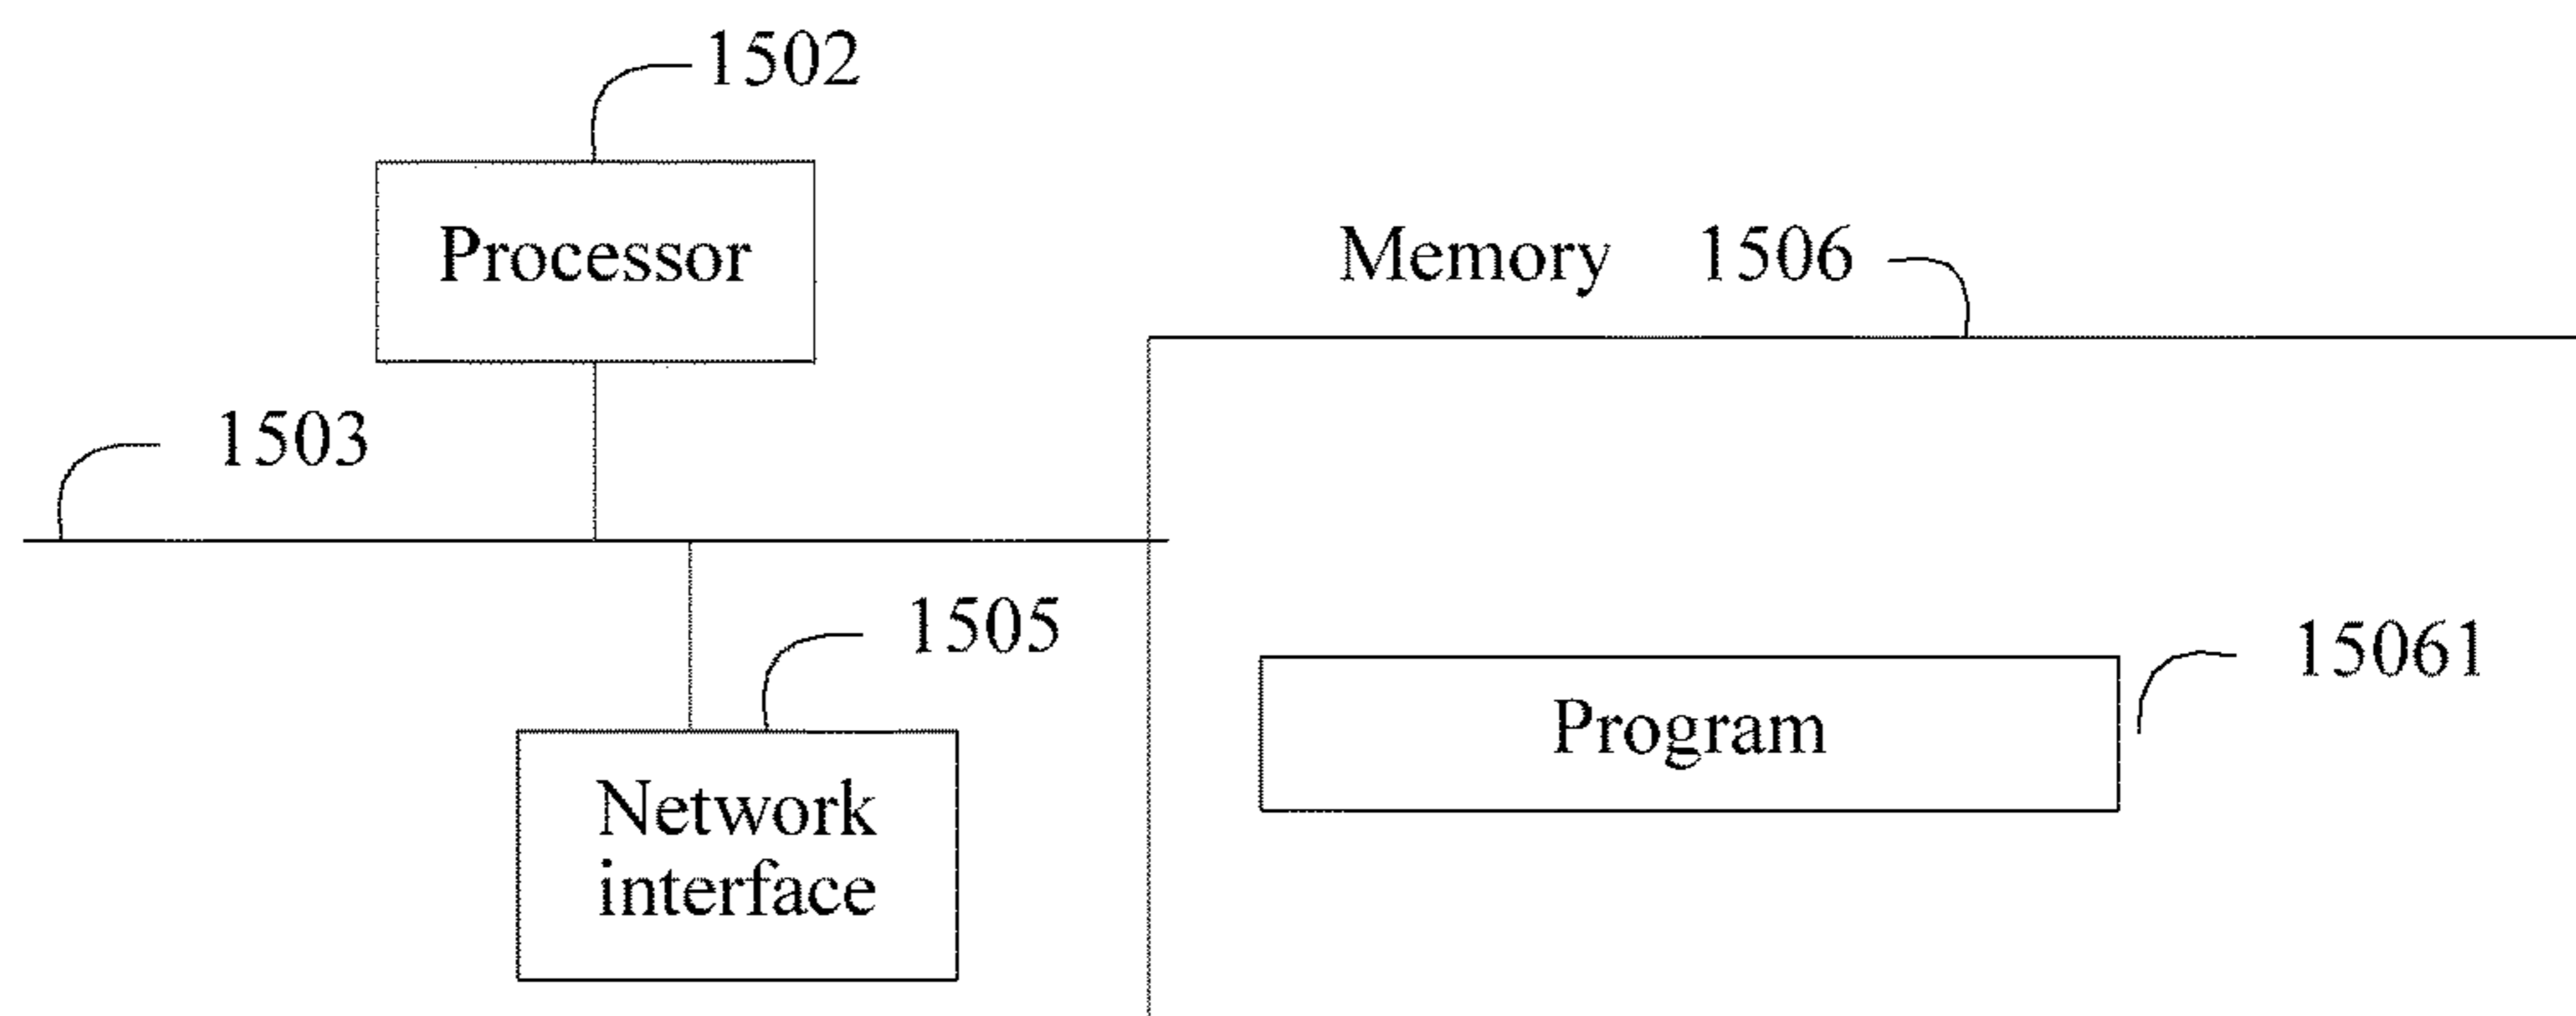 1502
Processor
Memory 1506
1503
1505
15061
Program
Network
interface